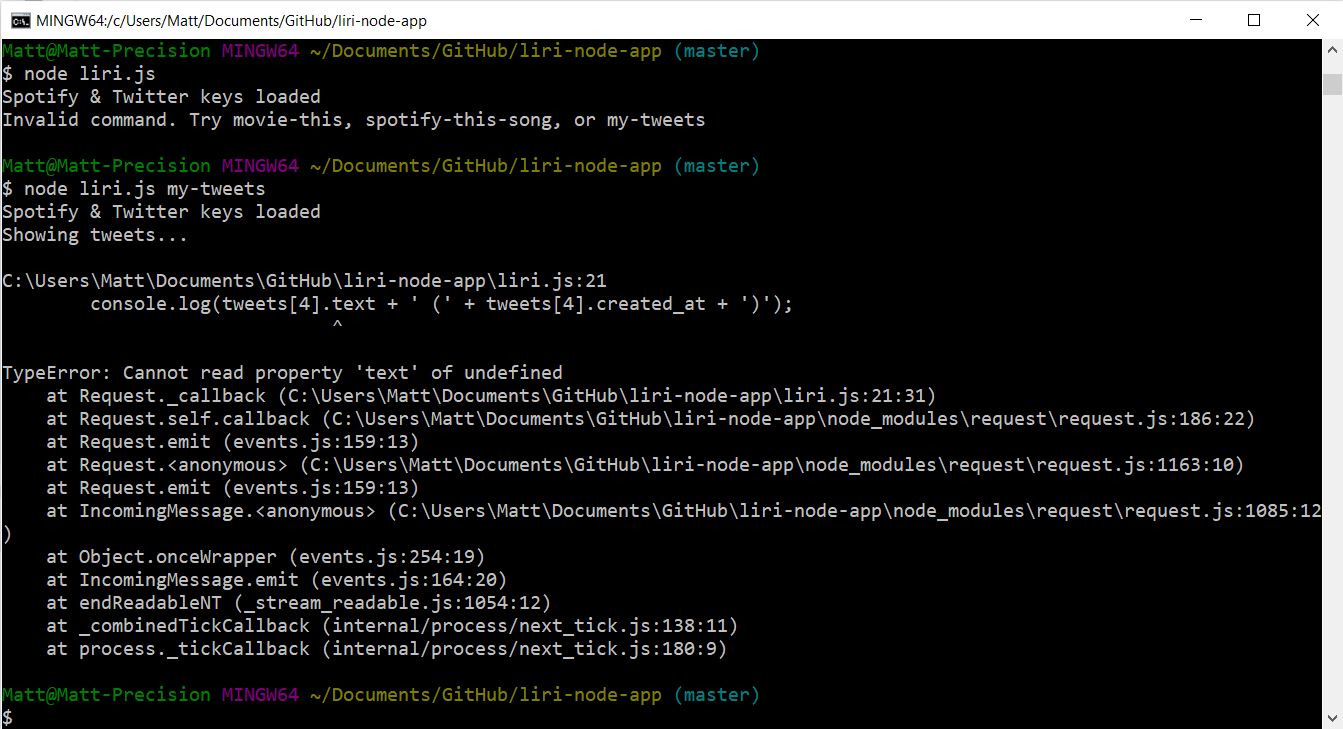 MINGW64:/c/Users/Matt/Documents/GitHub/liri-node-app
Matt@Matt-Precision MINGW64 ~/Documents/GitHub/liri-node-app (master)
$ node liri.js
Spotify & Twitter keys loaded
Invalid command. Try movie-this, spotify-this-song, or my-tweets
Matt@Matt-Precision MINGW64 ~/Documents/GitHub/liri-node-app (master)
$ node liri.js my-tweets
Spotify & Twitter keys loaded
Showing tweets...
C:\Users\Matt\Documents\GitHub\liri-node-app\liri.js:21
        console.log(tweets[4].text + ' (' + tweets[4].created_at + ')');
                              ^
TypeError: Cannot read property 'text' of undefined
    at Request._callback (C:\Users\Matt\Documents\GitHub\liri-node-app\liri.js:21:31)
    at Request.self.callback (C:\Users\Matt\Documents\GitHub\liri-node-app\node_modules\request\request.js:186:22)
    at Request.emit (events.js:159:13)
    at Request.<anonymous> (C:\Users\Matt\Documents\GitHub\liri-node-app\node_modules\request\request.js:1163:10)
    at Request.emit (events.js:159:13)
    at IncomingMessage.<anonymous> (C:\Users\Matt\Documents\GitHub\liri-node-app\node_modules\request\request.js:1085:12
)
    at Object.onceWrapper (events.js:254:19)
    at IncomingMessage.emit (events.js:164:20)
    at endReadableNT (_stream_readable.js:1054:12)
    at _combinedTickCallback (internal/process/next_tick.js:138:11)
    at process._tickCallback (internal/process/next_tick.js:180:9)
Matt@Matt-Precision MINGW64 ~/Documents/GitHub/liri-node-app (master)
$